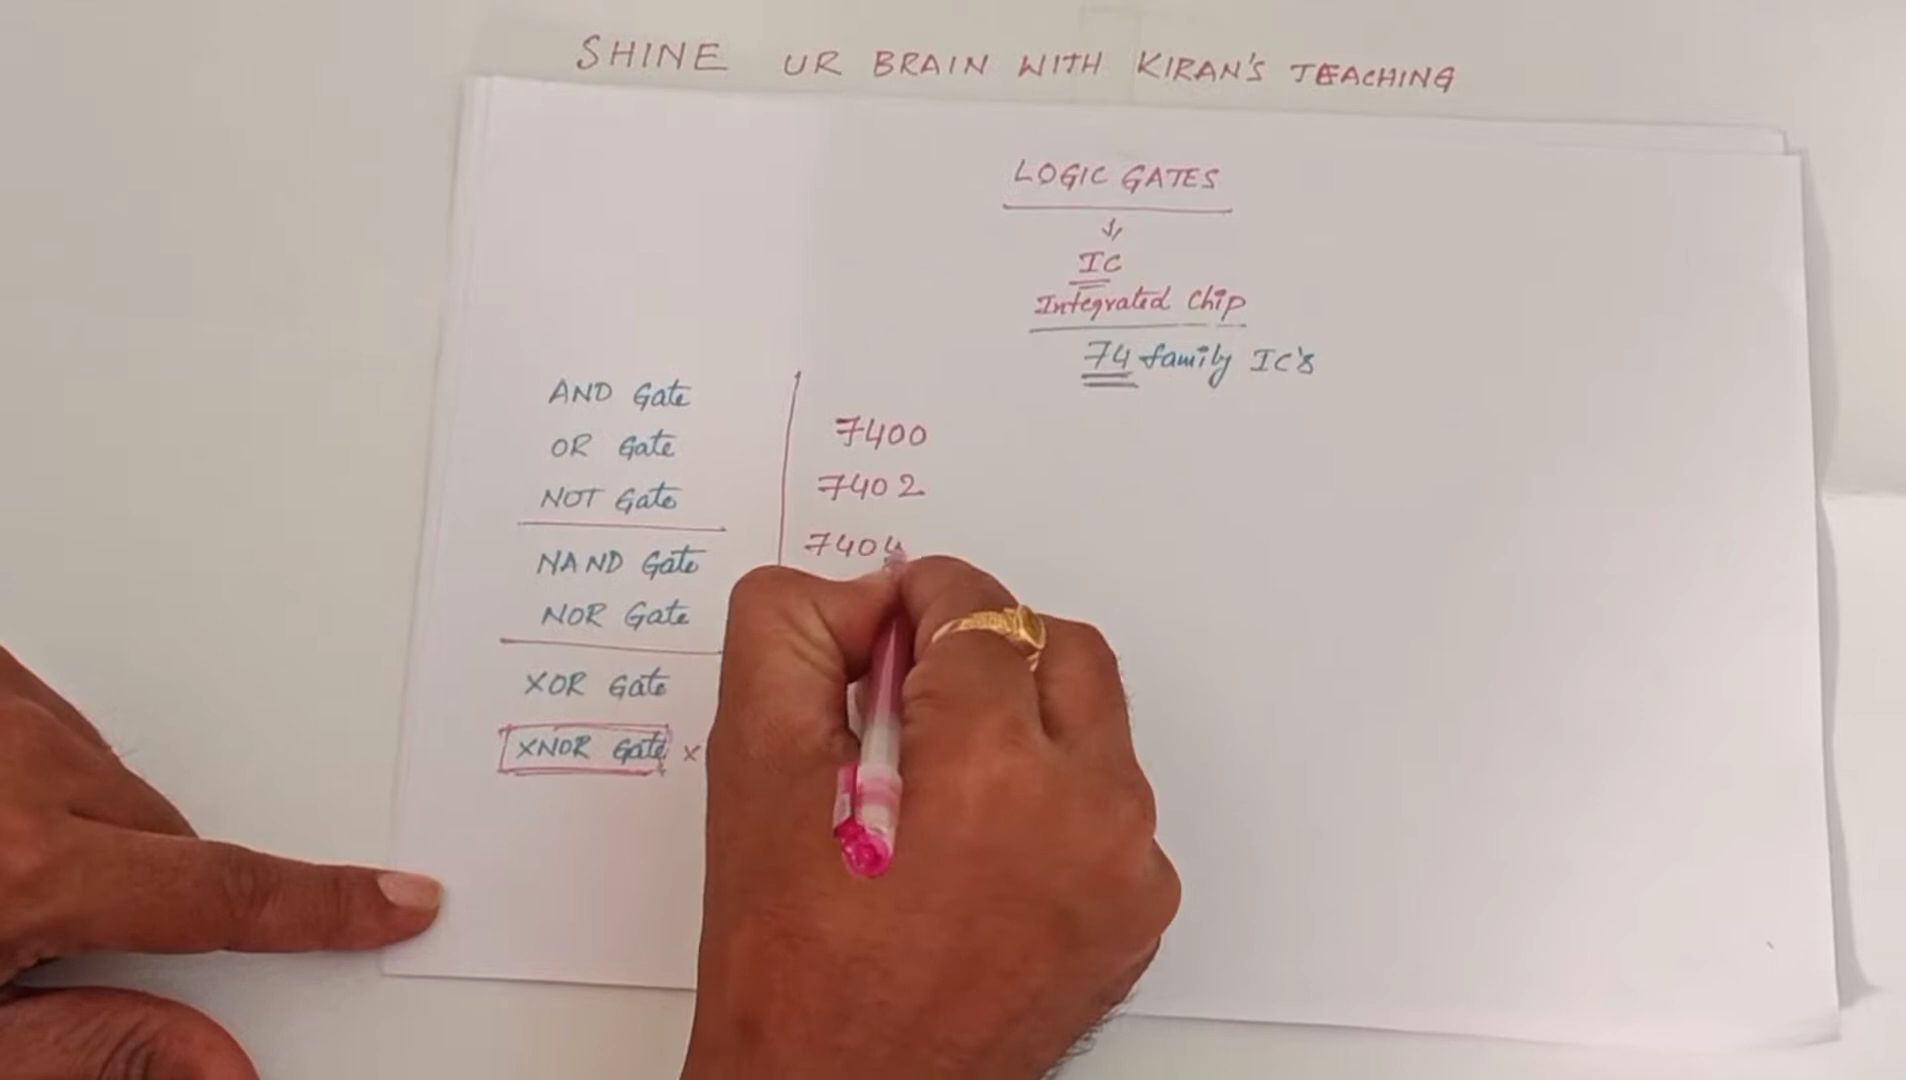 SHINE UR BRAIN WITH KIRAN'S TEACHING
LOGIC GATES
IC
Integrated Chip
74 family IC's
AND Gate
OR Gate
NOT Gate
NAND Gate
NOR Gate
XOR Gate
XNOR Gate x
7400
7402
7404